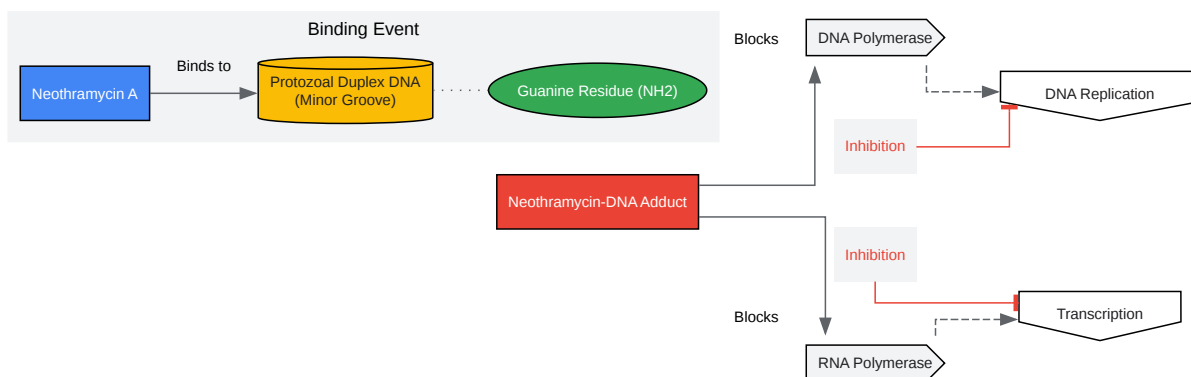 Binding Event
Neothramycin A
Binds to
Protozoal Duplex DNA
(Minor Groove)
Guanine Residue (NH2)
Blocks
DNA Polymerase
DNA Replication
Inhibition
Neothramycin-DNA Adduct
Inhibition
Blocks
Transcription
RNA Polymerase